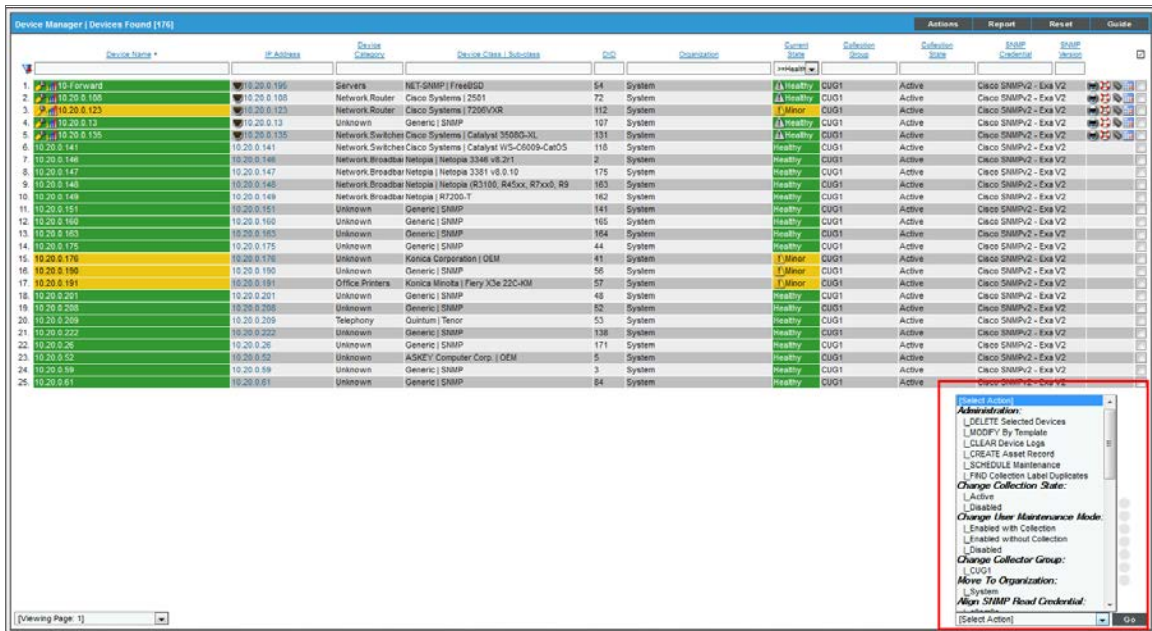 Device Manager | Devices Found [176]
Actions Report Reset Guide
Device Name • IP Address Device Category Device Class | Sub-class DID Organization Current State Collection Group Collection State SNMP Credential SNMP Version
>=Health
1. 10-Forward 10.20.0.195 Servers NET-SNMP | FreeBSD 54 System Healthy CUG1 Active Cisco SNMPv2 - Exa V2
2. 10.20.0.108 10.20.0.108 Network.Router Cisco Systems | 2501 72 System Healthy CUG1 Active Cisco SNMPv2 - Exa V2
3. 10.20.0.123 10.20.0.123 Network.Router Cisco Systems | 7206VXR 112 System Minor CUG1 Active Cisco SNMPv2 - Exa V2
4. 10.20.0.13 10.20.0.13 Unknown Generic | SNMP 107 System Healthy CUG1 Active Cisco SNMPv2 - Exa V2
5. 10.20.0.135 10.20.0.135 Network.Switches Cisco Systems | Catalyst 3508G-XL 131 System Healthy CUG1 Active Cisco SNMPv2 - Exa V2
6. 10.20.0.141 10.20.0.141 Network.Switches Cisco Systems | Catalyst WS-C6009-CatOS 118 System Healthy CUG1 Active Cisco SNMPv2 - Exa V2
7. 10.20.0.146 10.20.0.146 Network.Broadbar Netopia | Netopia 3346 v8.2r1 2 System Healthy CUG1 Active Cisco SNMPv2 - Exa V2
8. 10.20.0.147 10.20.0.147 Network.Broadbar Netopia | Netopia 3381 v8.0.10 175 System Healthy CUG1 Active Cisco SNMPv2 - Exa V2
9. 10.20.0.148 10.20.0.148 Network.Broadbar Netopia | Netopia (R3100, R45xx, R7xx0, R9 163 System Healthy CUG1 Active Cisco SNMPv2 - Exa V2
10. 10.20.0.149 10.20.0.149 Network.Broadbar Netopia | R7200-T 162 System Healthy CUG1 Active Cisco SNMPv2 - Exa V2
11. 10.20.0.151 10.20.0.151 Unknown Generic | SNMP 141 System Healthy CUG1 Active Cisco SNMPv2 - Exa V2
12. 10.20.0.160 10.20.0.160 Unknown Generic | SNMP 165 System Healthy CUG1 Active Cisco SNMPv2 - Exa V2
13. 10.20.0.163 10.20.0.163 Unknown Generic | SNMP 164 System Healthy CUG1 Active Cisco SNMPv2 - Exa V2
14. 10.20.0.175 10.20.0.175 Unknown Generic | SNMP 44 System Healthy CUG1 Active Cisco SNMPv2 - Exa V2
15. 10.20.0.176 10.20.0.176 Unknown Konica Corporation | OEM 41 System Minor CUG1 Active Cisco SNMPv2 - Exa V2
16. 10.20.0.190 10.20.0.190 Unknown Generic | SNMP 56 System Minor CUG1 Active Cisco SNMPv2 - Exa V2
17. 10.20.0.191 10.20.0.191 Office.Printers Konica Minolta | Fiery X3e 22C-KM 57 System Minor CUG1 Active Cisco SNMPv2 - Exa V2
18. 10.20.0.201 10.20.0.201 Unknown Generic | SNMP 48 System Healthy CUG1 Active Cisco SNMPv2 - Exa V2
19. 10.20.0.208 10.20.0.208 Unknown Generic | SNMP 52 System Healthy CUG1 Active Cisco SNMPv2 - Exa V2
20. 10.20.0.209 10.20.0.209 Telephony Quintum | Tenor 53 System Healthy CUG1 Active Cisco SNMPv2 - Exa V2
21. 10.20.0.222 10.20.0.222 Unknown Generic | SNMP 138 System Healthy CUG1 Active Cisco SNMPv2 - Exa V2
22. 10.20.0.26 10.20.0.26 Unknown Generic | SNMP 171 System Healthy CUG1 Active Cisco SNMPv2 - Exa V2
23. 10.20.0.52 10.20.0.52 Unknown ASKEY Computer Corp. | OEM 5 System Healthy CUG1 Active Cisco SNMPv2 - Exa V2
24. 10.20.0.59 10.20.0.59 Unknown Generic | SNMP 3 System Healthy CUG1 Active Cisco SNMPv2 - Exa V2
25. 10.20.0.61 10.20.0.61 Unknown Generic | SNMP 84 System Healthy CUG1 Active Cisco SNMPv2 - Exa V2
[Select Action]
Administration:
|_DELETE Selected Devices
|_MODIFY By Template
|_CLEAR Device Logs
|_CREATE Asset Record
|_SCHEDULE Maintenance
|_FIND Collection Label Duplicates
Change Collection State:
|_Active
|_Disabled
Change User Maintenance Mode:
|_Enabled with Collection
|_Enabled without Collection
|_Disabled
Change Collector Group:
|_CUG1
Move To Organization:
|_System
Align SNMP Read Credential:
[Viewing Page: 1] [Select Action] Go